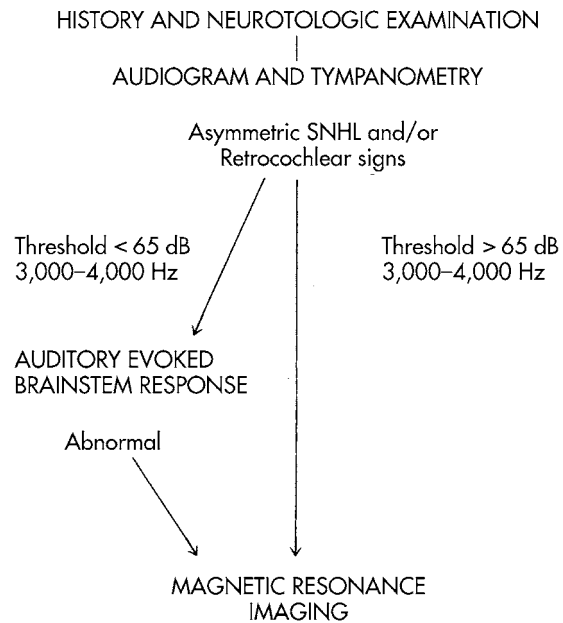 HISTORY AND NEUROTOLOGIC EXAMINATION
AUDIOGRAM AND TYMPANOMETRY
Asymmetric SNHL and/or
Retrocochlear signs
Threshold < 65 dB
3,000–4,000 Hz
Threshold > 65 dB
3,000–4,000 Hz
AUDITORY EVOKED
BRAINSTEM RESPONSE
Abnormal
MAGNETIC RESONANCE
IMAGING